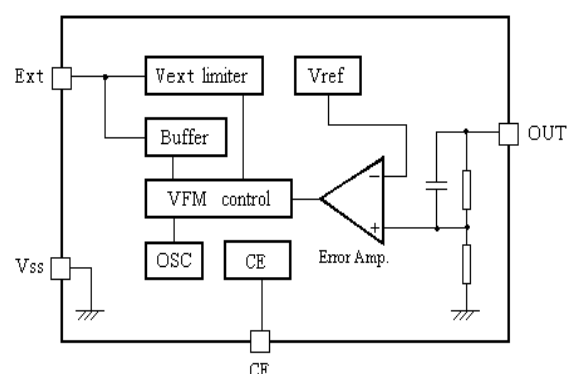 Ext
Vext limiter
Vref
Buffer
OUT
VFM control
−
+
Error Amp.
OSC
CE
Vss
CE